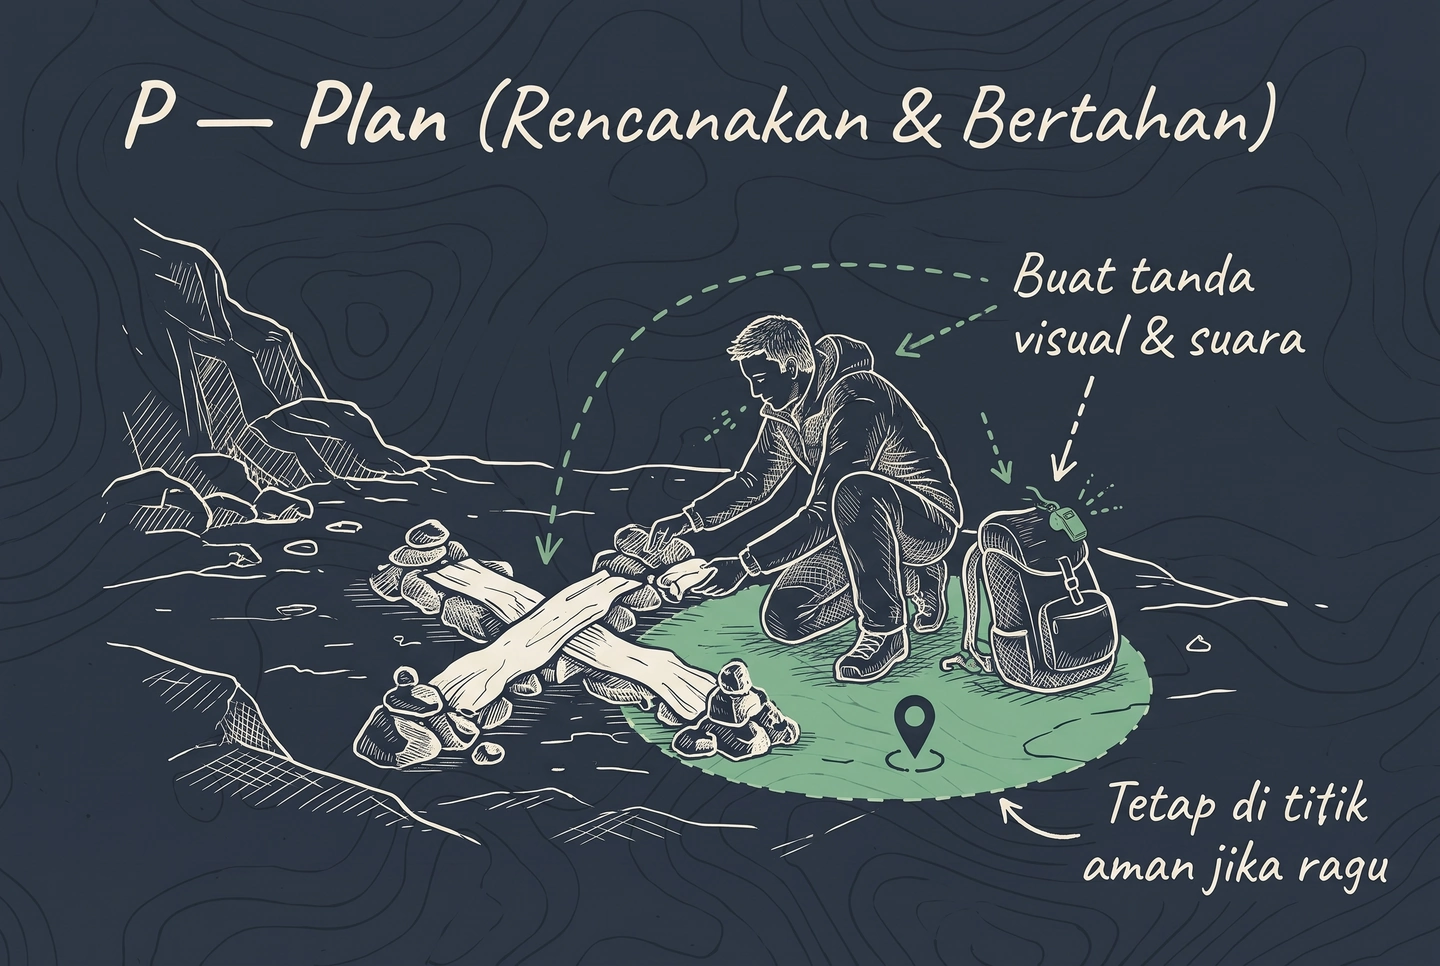 P — Plan (Rencanakan & Bertahan)
Buat tanda
visual & suara
Tetap di titik
aman jika ragu